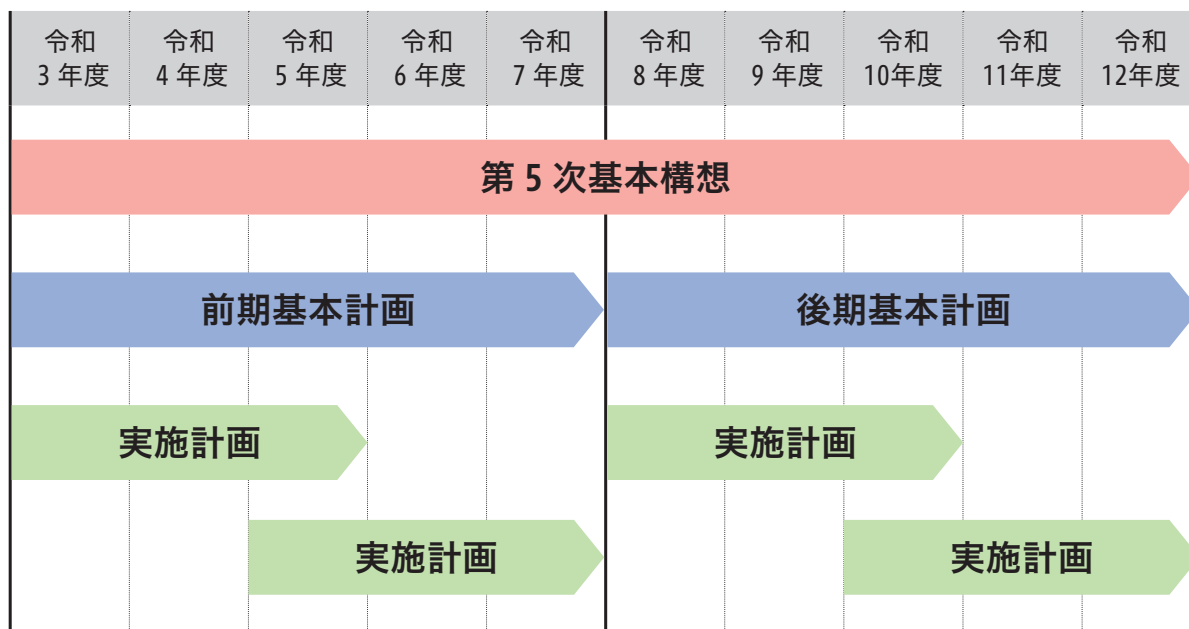 令和
3 年度
令和
4 年度
令和
5 年度
令和
6 年度
令和
7 年度
令和
8 年度
令和
9 年度
令和
10年度
令和
11年度
令和
12年度
第 5 次基本構想
前期基本計画
後期基本計画
実施計画
実施計画
実施計画
実施計画